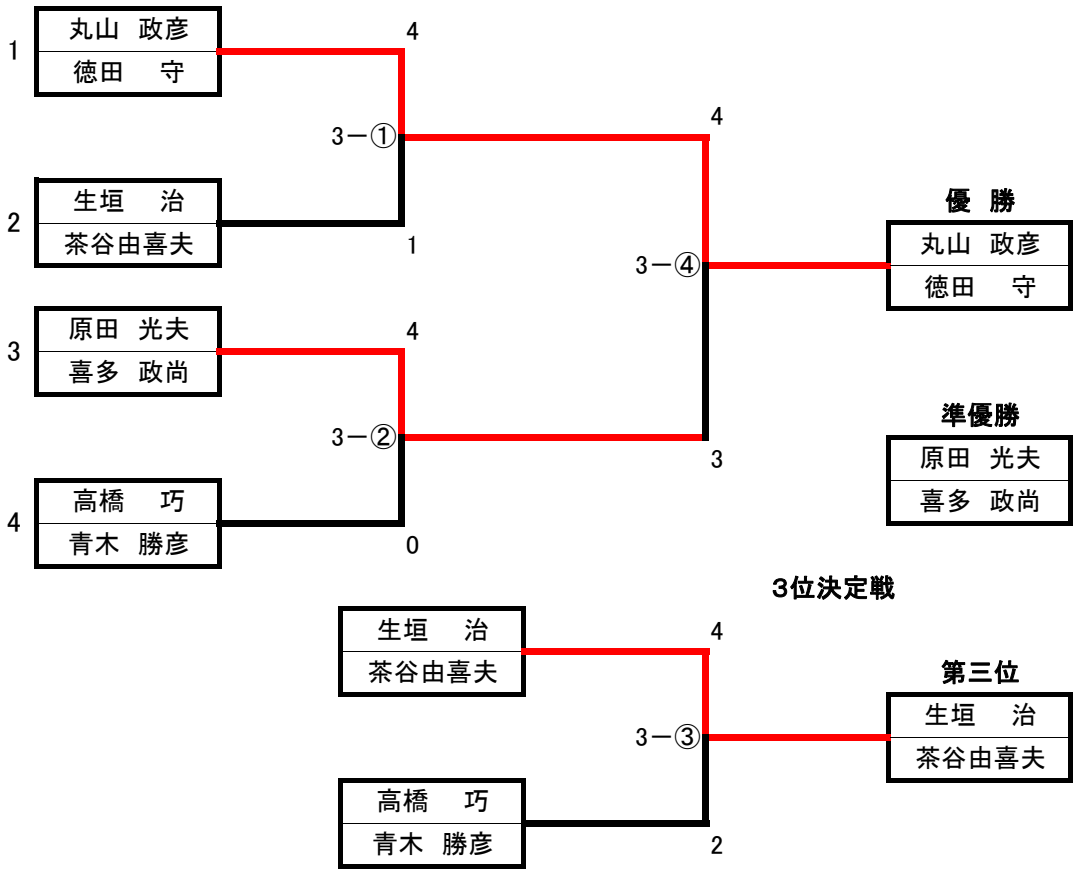 丸山 政彦
4
1
徳田 守
4
3－①
生垣 治
優 勝
2
茶谷由喜夫
1
丸山 政彦
3－④
徳田 守
原田 光夫
4
3
喜多 政尚
準優勝
3－②
3
原田 光夫
高橋 巧
喜多 政尚
4
青木 勝彦
0
3位決定戦
生垣 治
4
茶谷由喜夫
第三位
生垣 治
3－③
茶谷由喜夫
高橋 巧
青木 勝彦
2